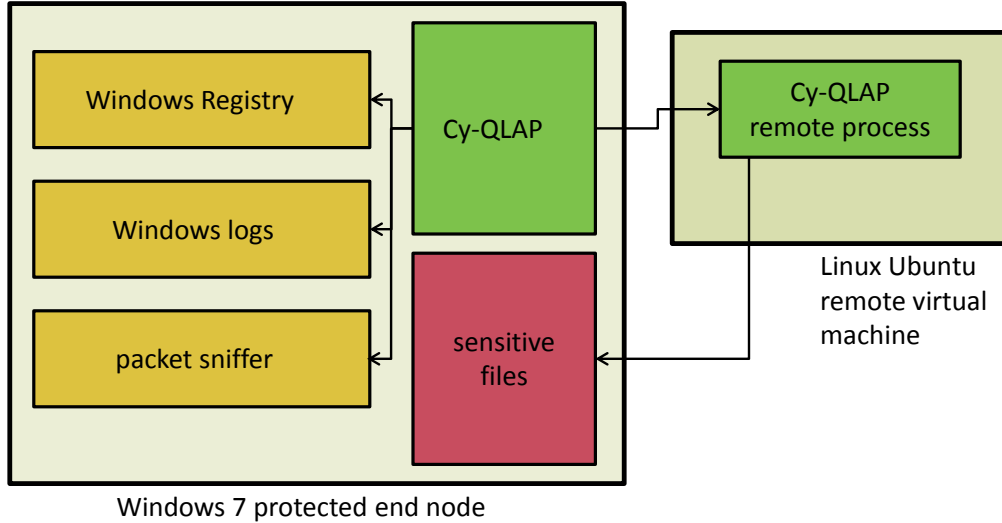 Windows Registry
Windows logs
packet sniffer
Cy-QLAP
sensitive
files
Windows 7 protected end node
Cy-QLAP
remote process
Linux Ubuntu
remote virtual
machine